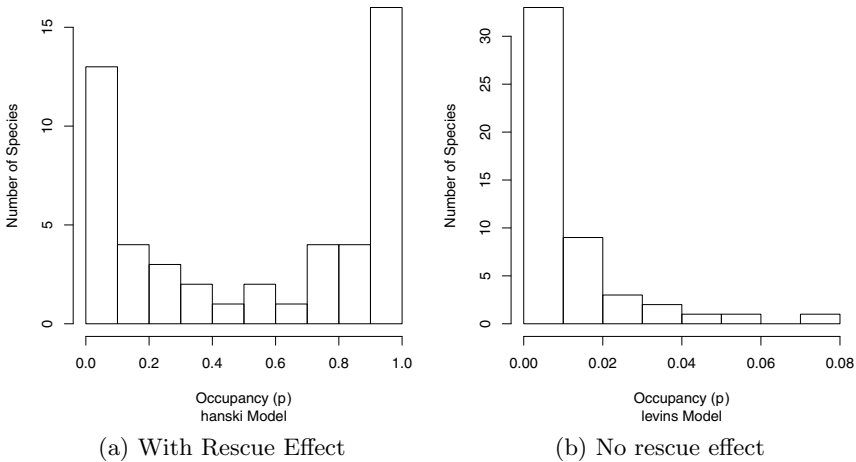 Number of Species
15
10
5
0
0.0 0.2 0.4 0.6 0.8 1.0
Occupancy (p)
hanski Model
(a) With Rescue Effect
Number of Species
30
25
20
15
10
5
0
0.00 0.02 0.04 0.06 0.08
Occupancy (p)
levins Model
(b) No rescue effect